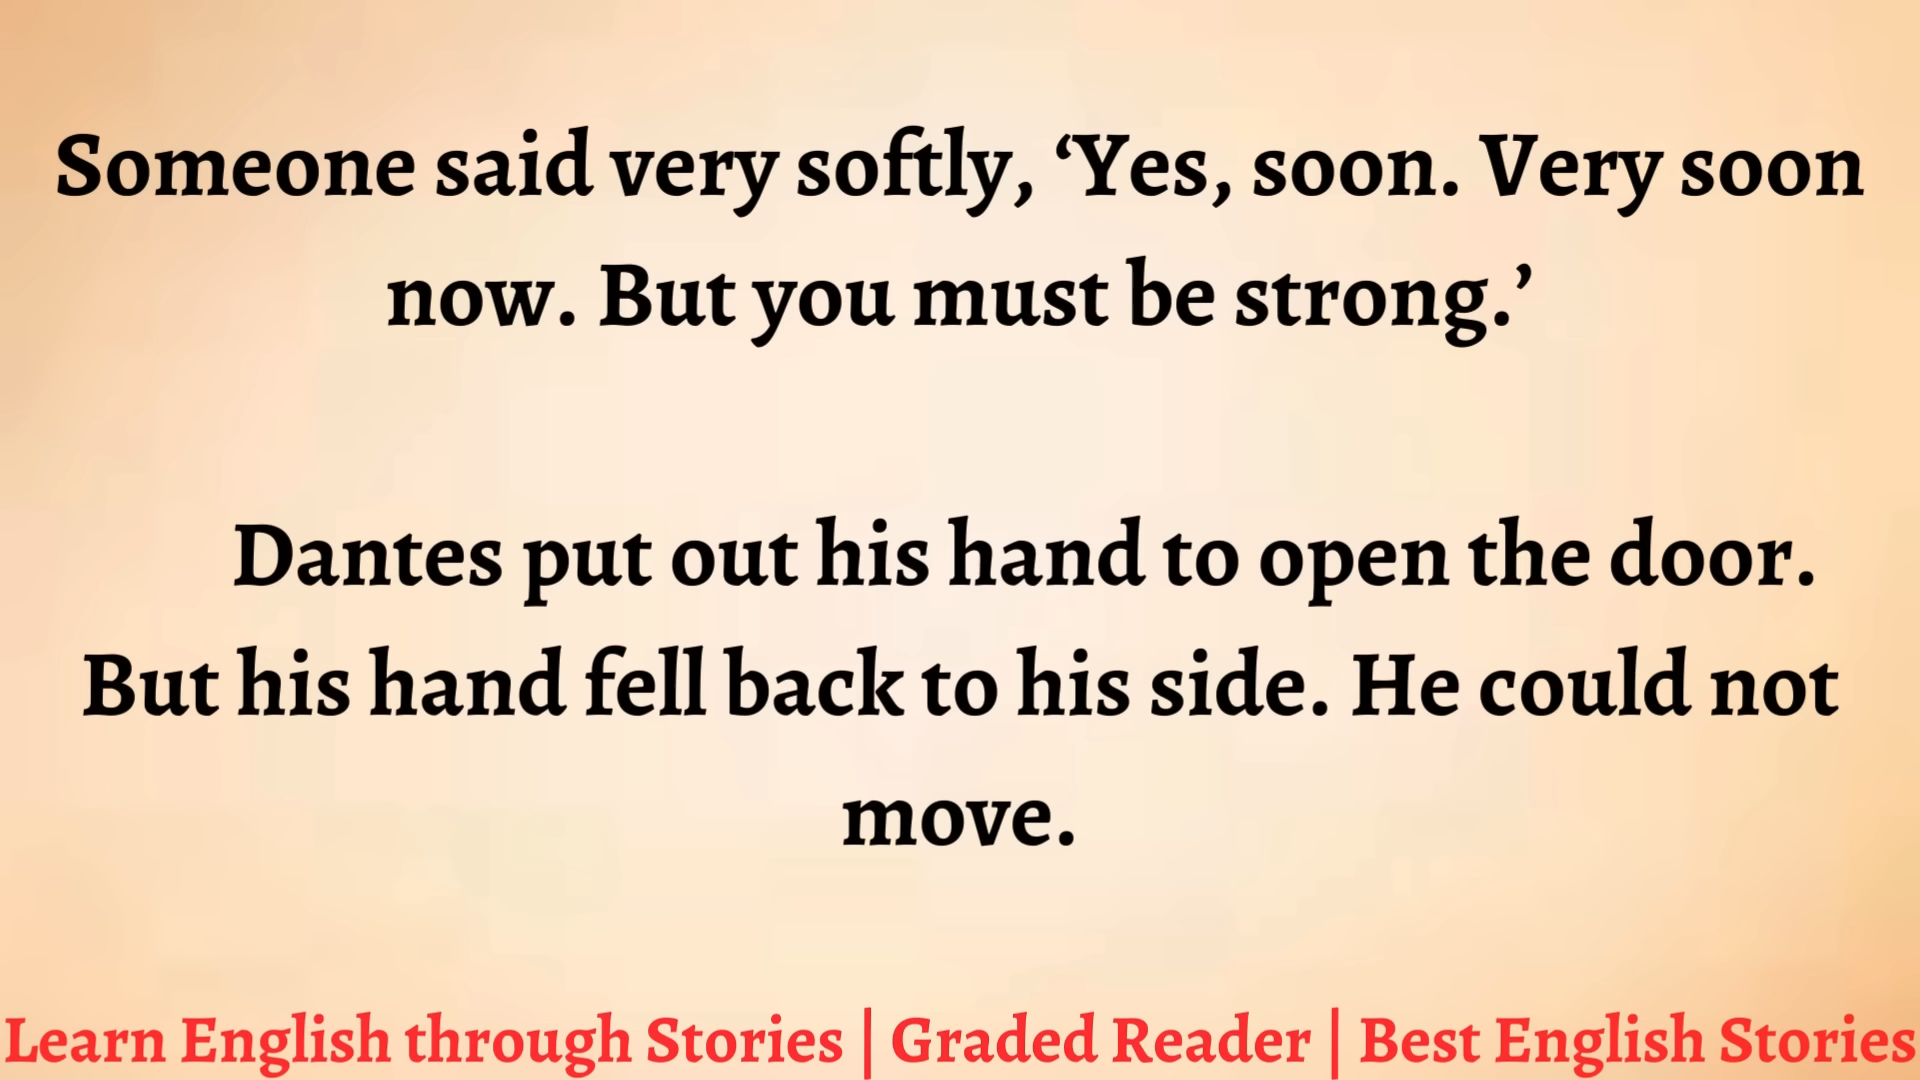 Someone said very softly, ‘Yes, soon. Very soon
now. But you must be strong.’
Dantes put out his hand to open the door.
But his hand fell back to his side. He could not
move.
Learn English through Stories | Graded Reader | Best English Stories